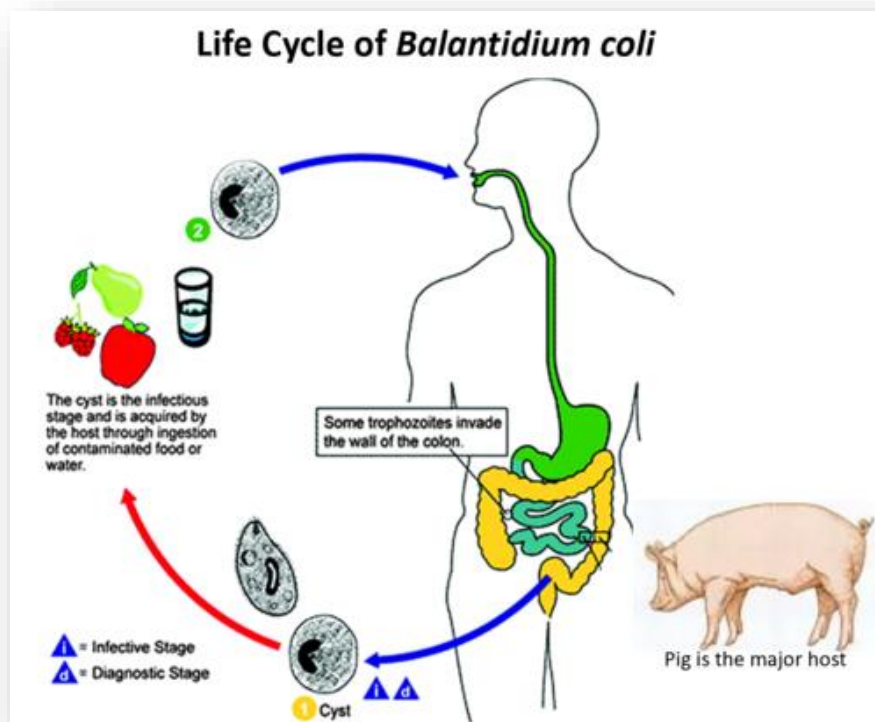 Life Cycle of Balantidium coli
2
The cyst is the infectious
stage and is acquired by
the host through ingestion
of contaminated food or
water.
Some trophozoites invade
the wall of the colon.
i = Infective Stage
d = Diagnostic Stage
i d
1 Cyst
Pig is the major host